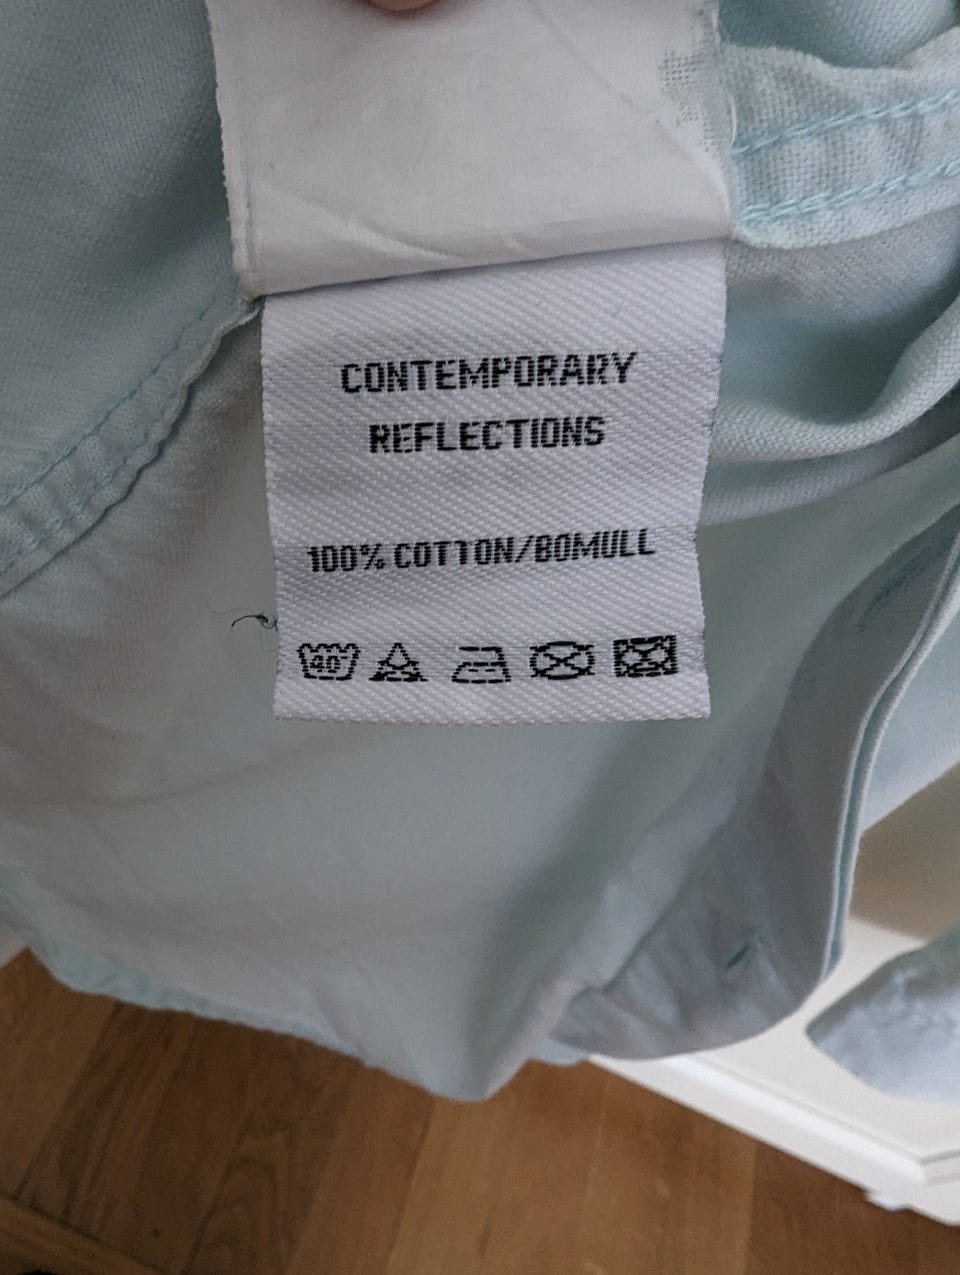 CONTEMPORARY
REFLECTIONS
100% COTTON/BOMULL
40°